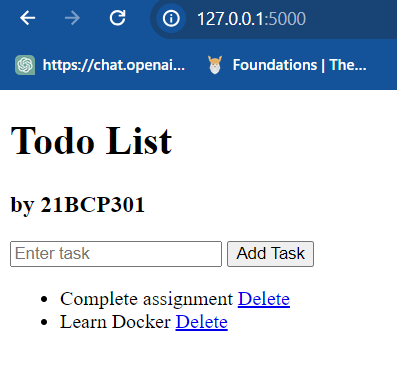 127.0.0.1:5000
https://chat.openai... Foundations | The...
Todo List
by 21BCP301
Enter task Add Task
Complete assignment Delete
Learn Docker Delete